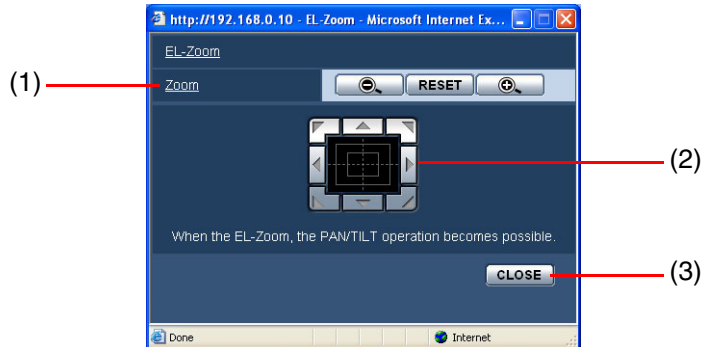 http://192.168.0.10 - EL-Zoom - Microsoft Internet Ex...
EL-Zoom
(1)
Zoom
RESET
(2)
When the EL-Zoom, the PAN/TILT operation becomes possible.
CLOSE
(3)
Done
Internet